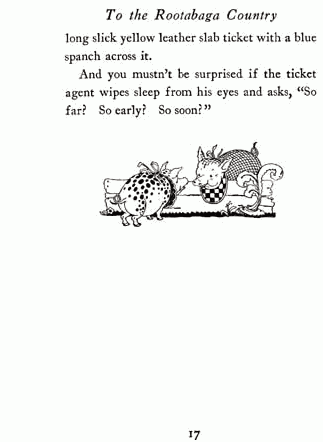 To the Rootabaga Country
long slick yellow leather slab ticket with a blue
spanch across it.
And you mustn't be surprised if the ticket
agent wipes sleep from his eyes and asks, “So
far? So early? So soon?”
17